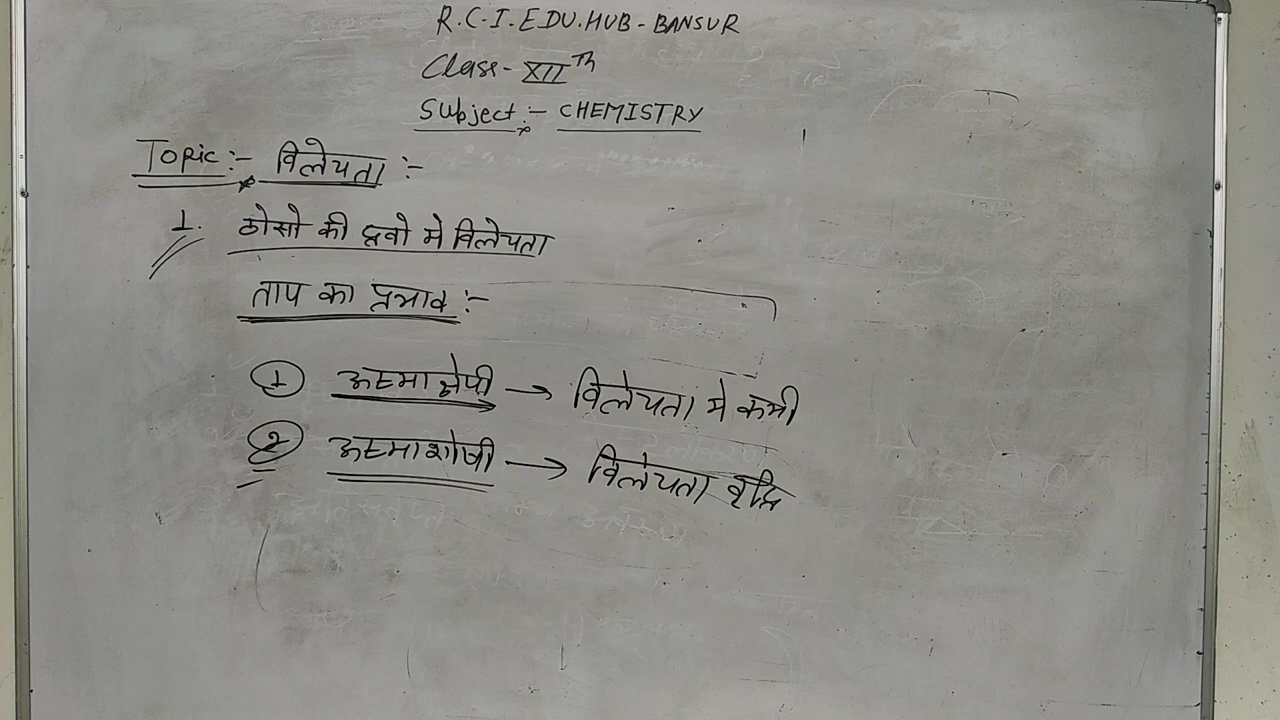 R.C.I.EDU.HUB-BANSUR
Class-XIITh
Subject:- CHEMISTRY
Topic:- विलेयता:-
1. ठोसो की द्रवो मे विलेयता
ताप का प्रभाव:-
1 ऊष्माक्षेपी → विलेयता मे कमी
2 ऊष्माशोषी → विलेयता वृद्धि